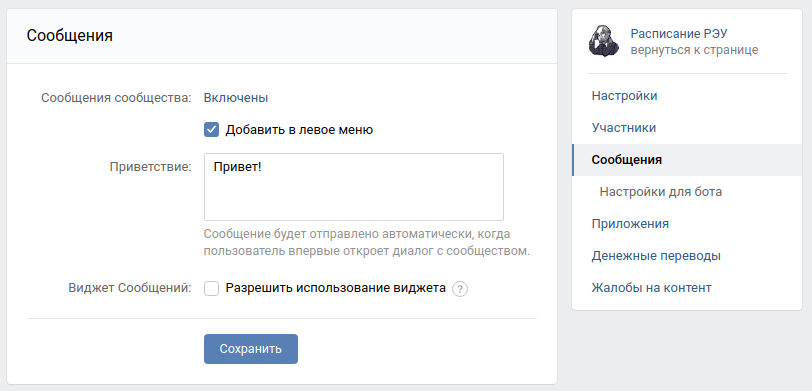 Сообщения
Сообщения сообщества: Включены
Добавить в левое меню
Приветствие: Привет!
Сообщение будет отправлено автоматически, когда
пользователь впервые откроет диалог с сообществом.
Виджет Сообщений: Разрешить использование виджета ?
Сохранить
Расписание РЭУ
вернуться к странице
Настройки
Участники
Сообщения
Настройки для бота
Приложения
Денежные переводы
Жалобы на контент